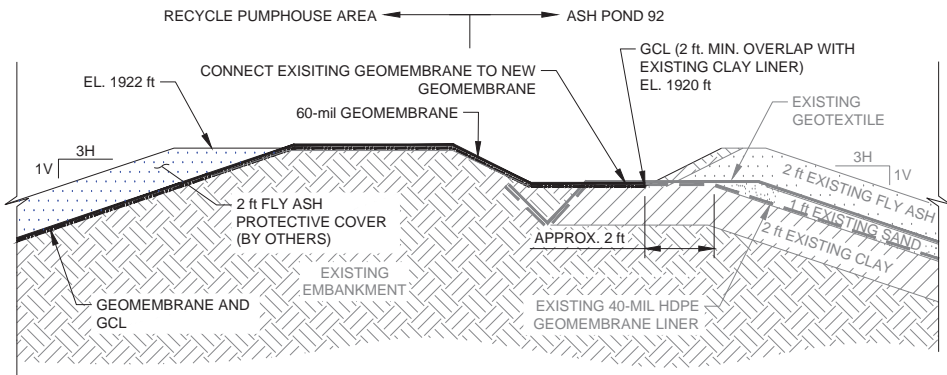 RECYCLE PUMPHOUSE AREA
ASH POND 92
EL. 1922 ft
CONNECT EXISITING GEOMEMBRANE TO NEW
GEOMEMBRANE
GCL (2 ft. MIN. OVERLAP WITH
EXISTING CLAY LINER)
EL. 1920 ft
60-mil GEOMEMBRANE
EXISTING
GEOTEXTILE
3H
1V
3H
1V
2 ft FLY ASH
PROTECTIVE COVER
(BY OTHERS)
2 ft EXISTING FLY ASH
1 ft EXISTING SAND
2 ft EXISTING CLAY
APPROX. 2 ft
EXISTING
EMBANKMENT
GEOMEMBRANE AND
GCL
EXISTING 40-MIL HDPE
GEOMEMBRANE LINER